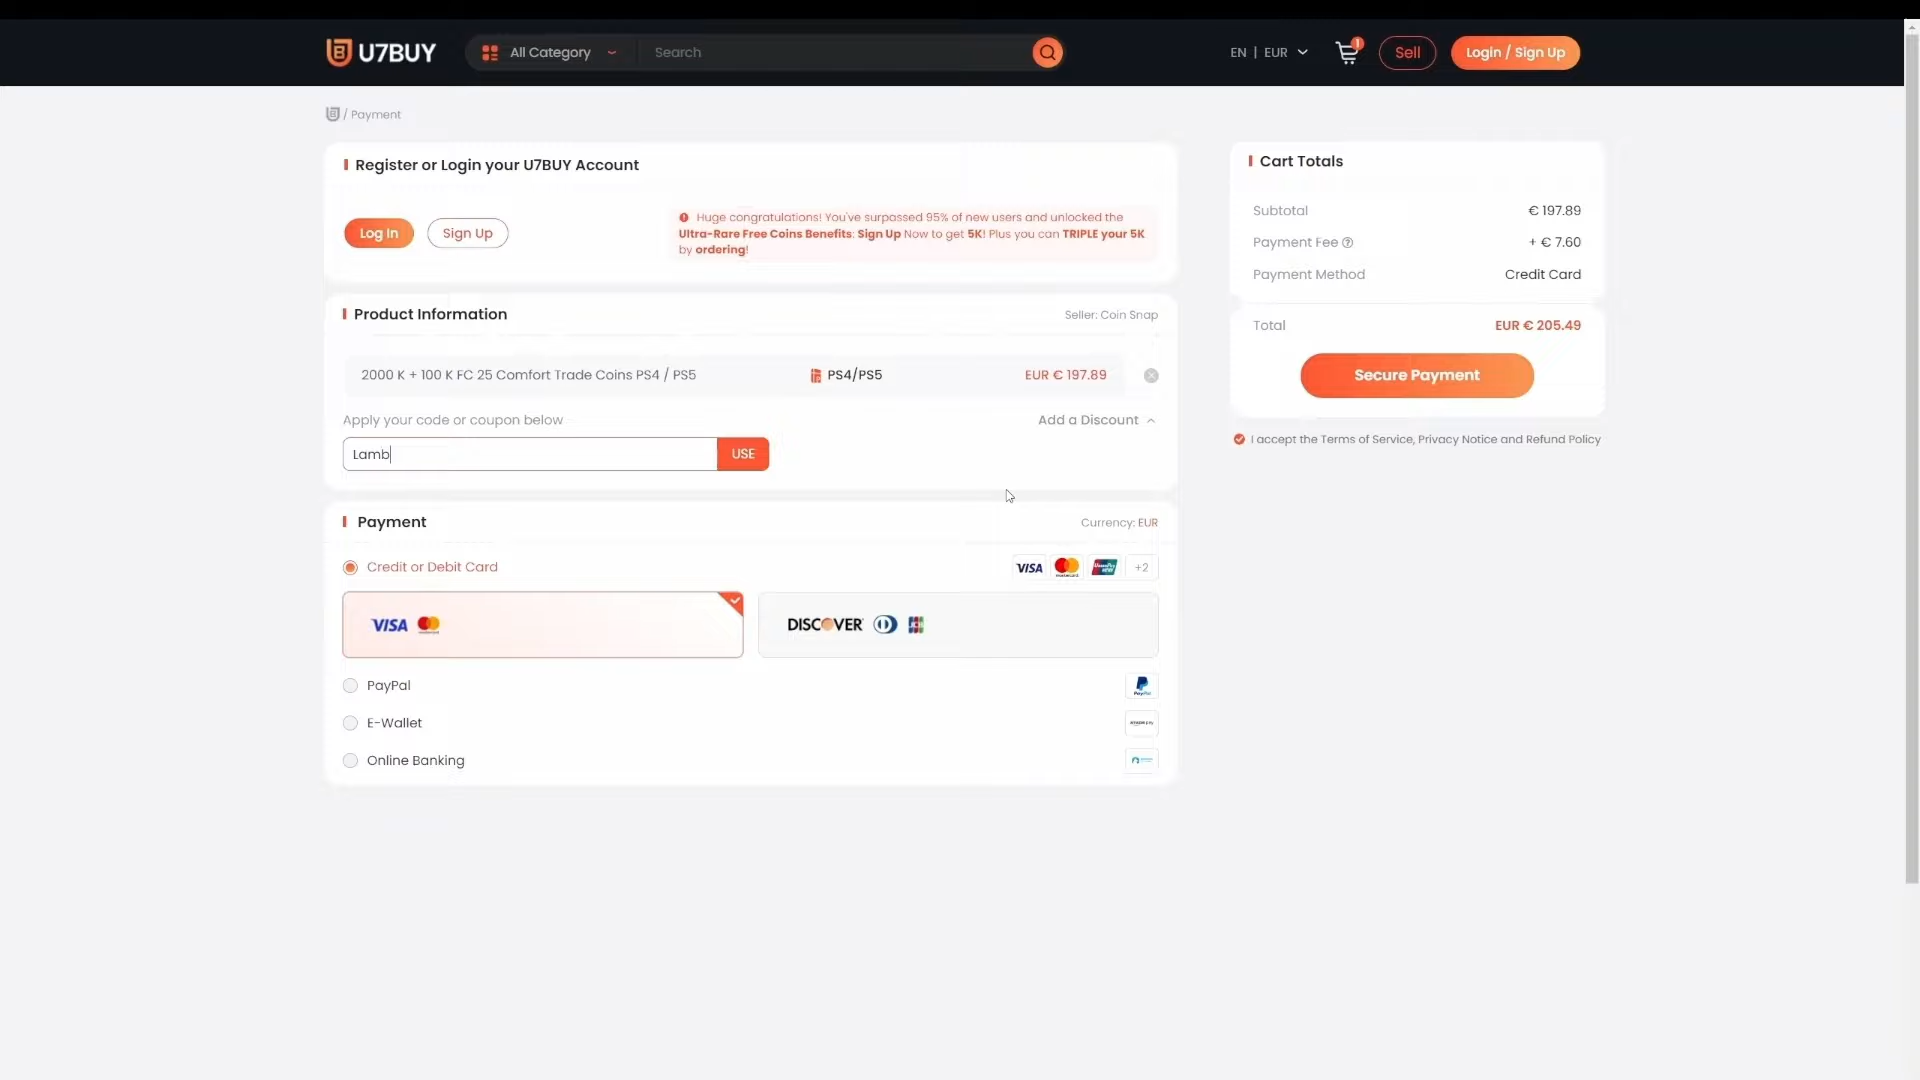 U7BUY
All Category
Search
EN | EUR
1
Sell
Login / Sign Up
/ Payment
Register or Login your U7BUY Account
Log In
Sign Up
Huge congratulations! You've surpassed 95% of new users and unlocked the
Ultra-Rare Free Coins Benefits: Sign Up Now to get 5K! Plus you can TRIPLE your 5K
by ordering!
Product Information
Seller: Coin Snap
2000 K + 100 K FC 25 Comfort Trade Coins PS4 / PS5
PS4/PS5
EUR € 197.89
Apply your code or coupon below
Add a Discount
Lamb
USE
Payment
Currency: EUR
Credit or Debit Card
VISA
+2
VISA
DISCOVER
PayPal
PayPal
E-Wallet
Online Banking
Cart Totals
Subtotal
€ 197.89
Payment Fee
+ € 7.60
Payment Method
Credit Card
Total
EUR € 205.49
Secure Payment
I accept the Terms of Service, Privacy Notice and Refund Policy